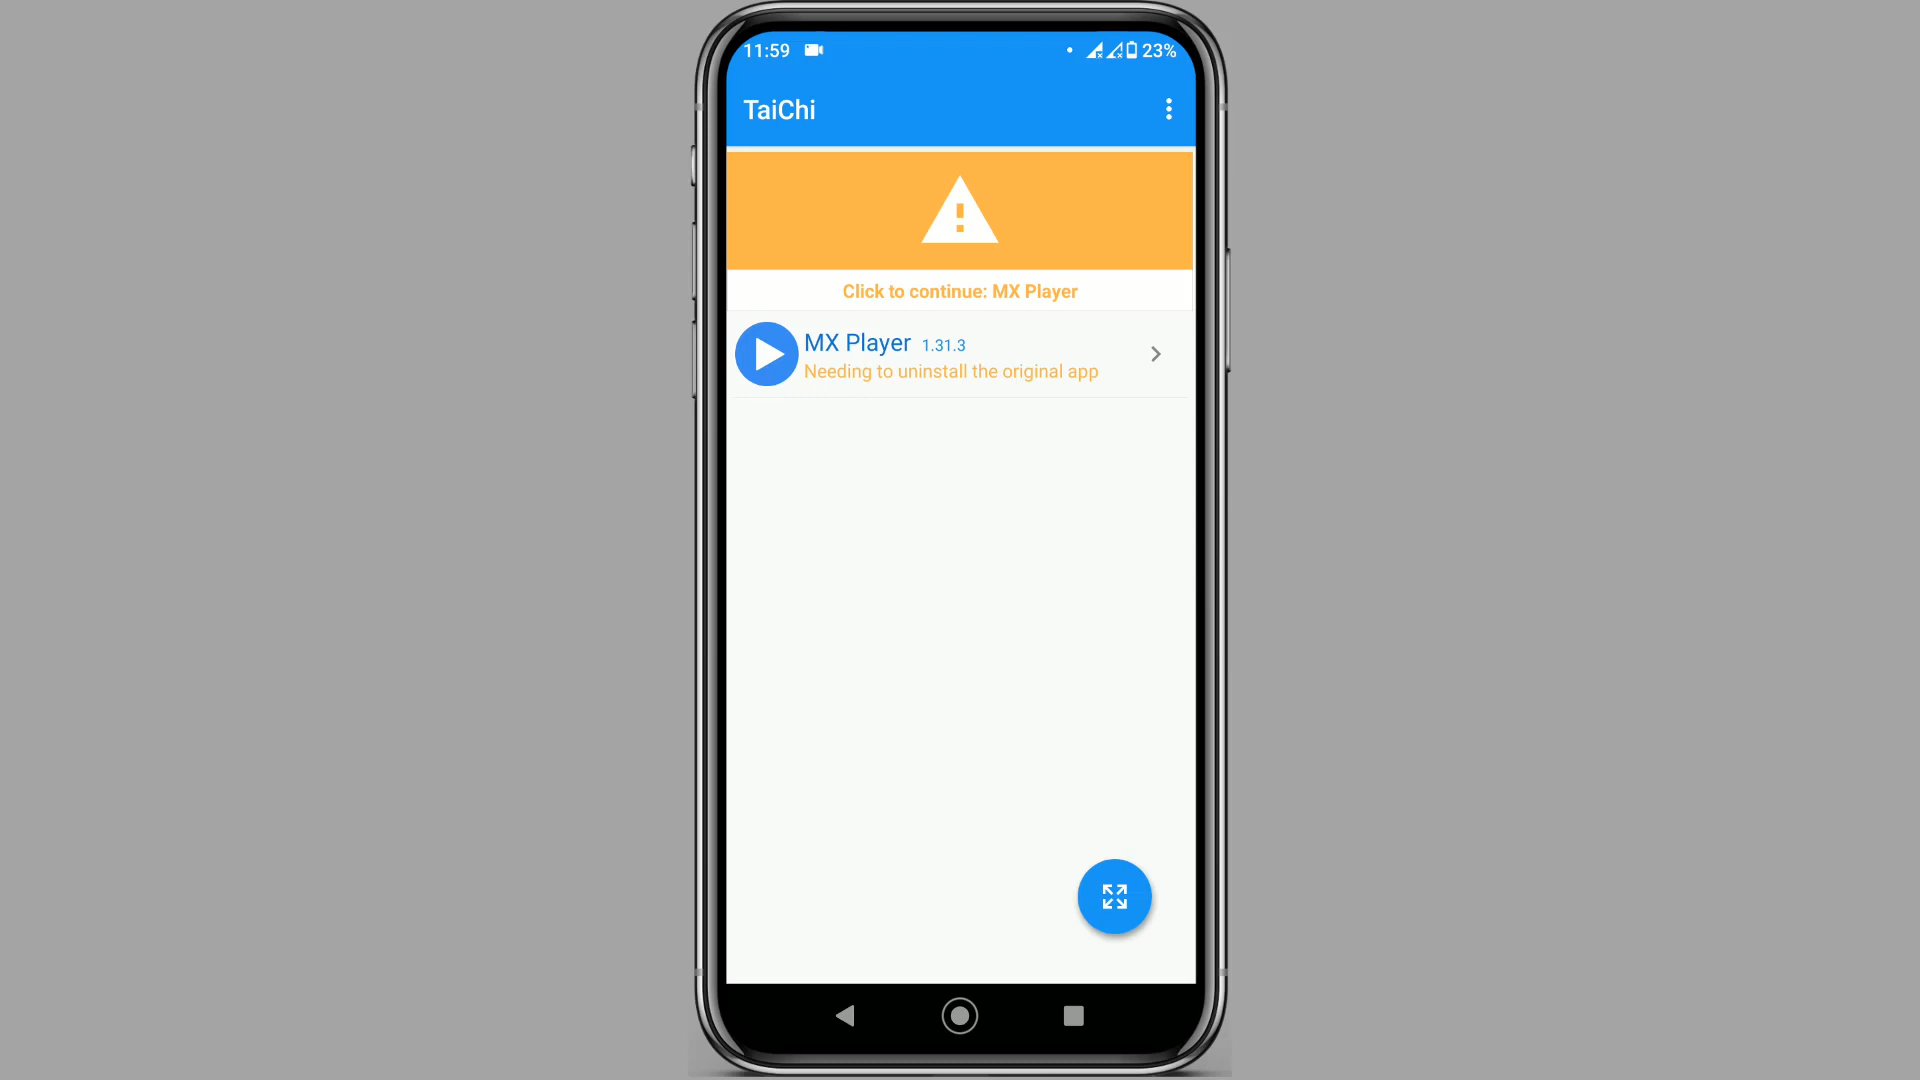 11:59 23%
TaiChi
Click to continue: MX Player
MX Player 1.31.3
Needing to uninstall the original app